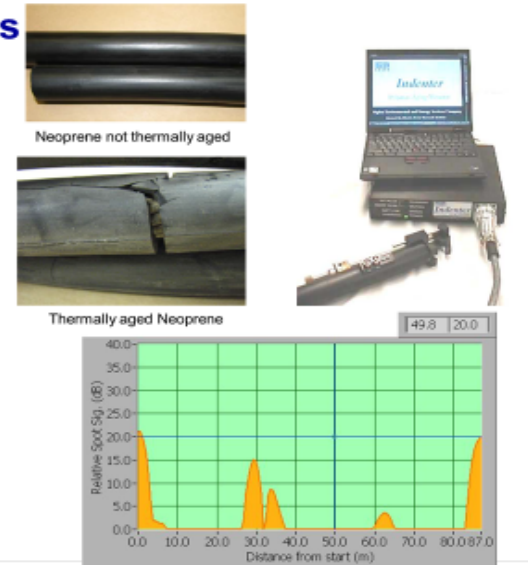 s
Neoprene not thermally aged
Indenter
Indenter
Thermally aged Neoprene
49.8 20.0
40.0
35.0
30.0
25.0
20.0
15.0
10.0
5.0
0.0
Relative Spot Sig. (dB)
0.0 10.0 20.0 30.0 40.0 50.0 60.0 70.0 80.0 87.0
Distance from start (m)